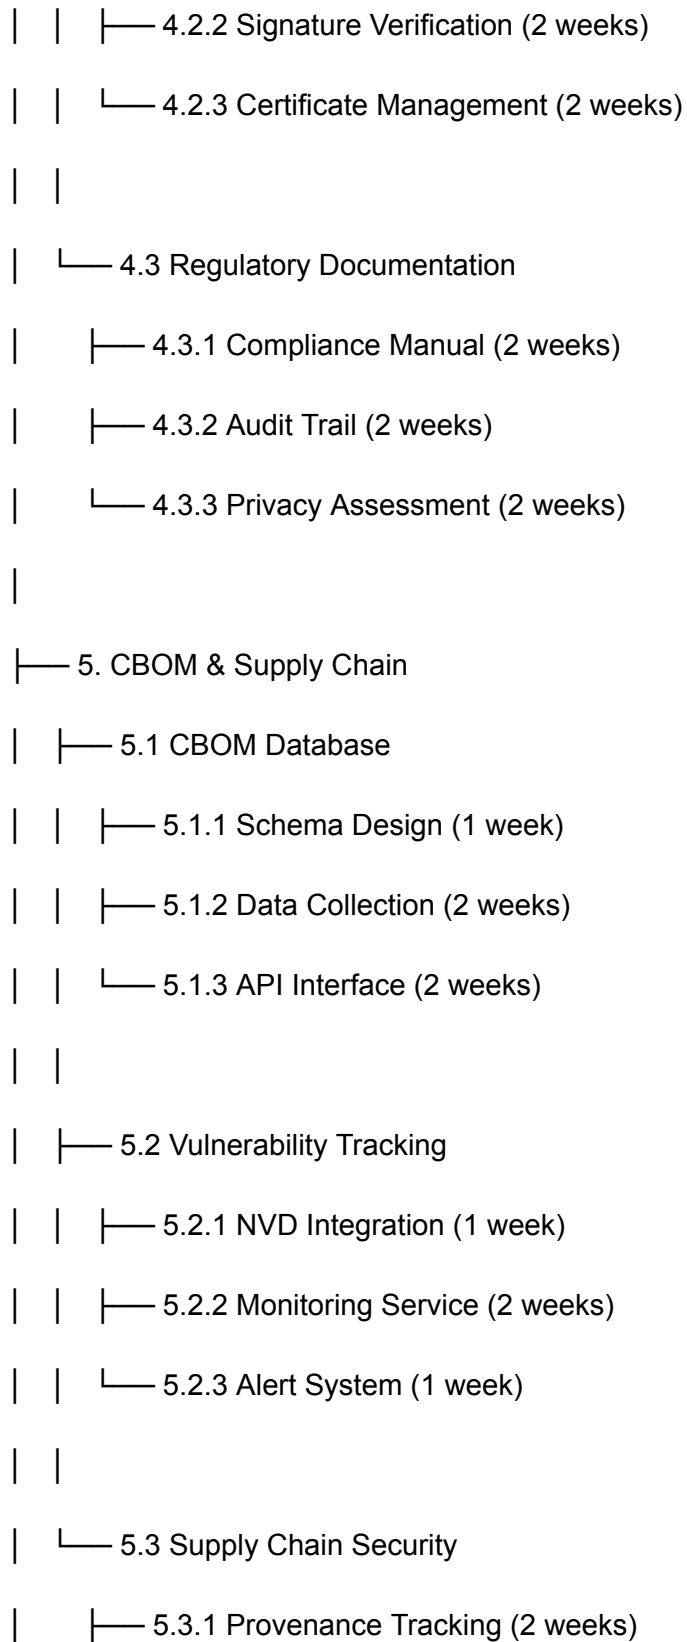 │ │ ├── 4.2.2 Signature Verification (2 weeks)
│ │ └── 4.2.3 Certificate Management (2 weeks)
│ │
│ └── 4.3 Regulatory Documentation
│ ├── 4.3.1 Compliance Manual (2 weeks)
│ ├── 4.3.2 Audit Trail (2 weeks)
│ └── 4.3.3 Privacy Assessment (2 weeks)
│
├── 5. CBOM & Supply Chain
│ ├── 5.1 CBOM Database
│ │ ├── 5.1.1 Schema Design (1 week)
│ │ ├── 5.1.2 Data Collection (2 weeks)
│ │ └── 5.1.3 API Interface (2 weeks)
│ │
│ ├── 5.2 Vulnerability Tracking
│ │ ├── 5.2.1 NVD Integration (1 week)
│ │ ├── 5.2.2 Monitoring Service (2 weeks)
│ │ └── 5.2.3 Alert System (1 week)
│ │
│ └── 5.3 Supply Chain Security
│ ├── 5.3.1 Provenance Tracking (2 weeks)